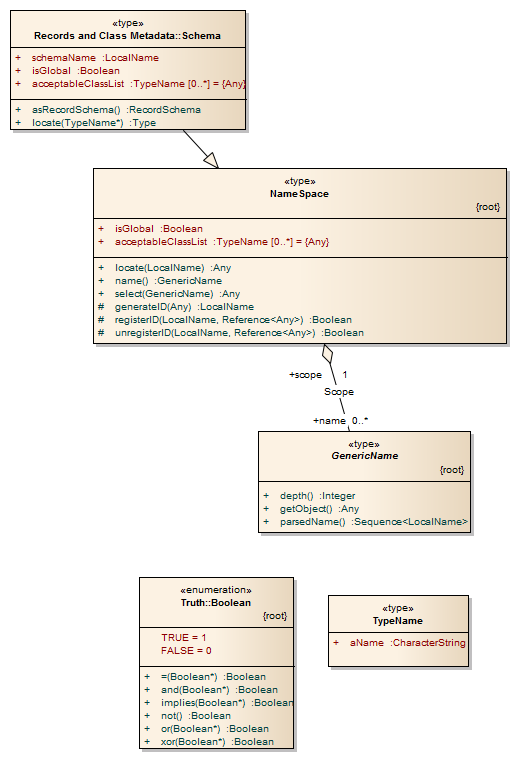 «type»
Records and Class Metadata::Schema
+ schemaName :LocalName
+ isGlobal :Boolean
+ acceptableClassList :TypeName [0..*] = {Any}
+ asRecordSchema() :RecordSchema
+ locate(TypeName*) :Type
«type»
NameSpace
{root}
+ isGlobal :Boolean
+ acceptableClassList :TypeName [0..*] = {Any}
+ locate(LocalName) :Any
+ name() :GenericName
+ select(GenericName) :Any
# generateID(Any) :LocalName
# registerID(LocalName, Reference<Any>) :Boolean
# unregisterID(LocalName, Reference<Any>) :Boolean
+scope 1
Scope
+name 0..*
«type»
GenericName
{root}
+ depth() :Integer
+ getObject() :Any
+ parsedName() :Sequence<LocalName>
«enumeration»
Truth::Boolean
{root}
TRUE = 1
FALSE = 0
+ =(Boolean*) :Boolean
+ and(Boolean*) :Boolean
+ implies(Boolean*) :Boolean
+ not() :Boolean
+ or(Boolean*) :Boolean
+ xor(Boolean*) :Boolean
«type»
TypeName
+ aName :CharacterString